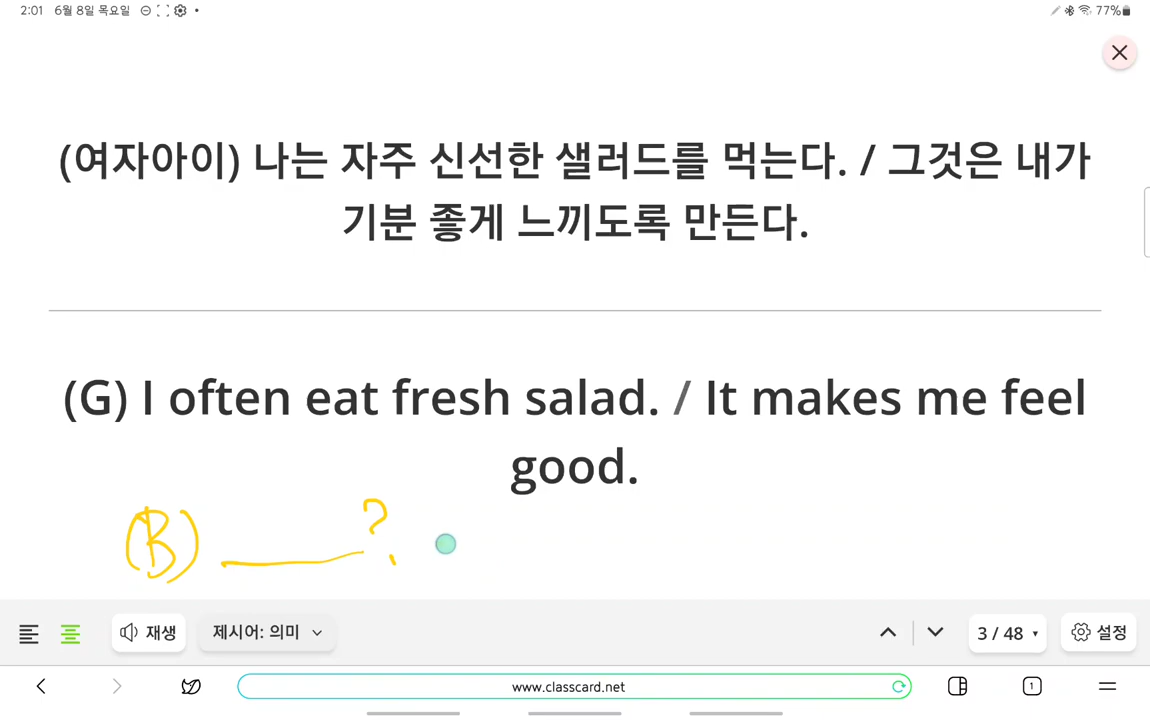 2:01 6월 8일 목요일 77%
(여자아이) 나는 자주 신선한 샐러드를 먹는다. / 그것은 내가
기분 좋게 느끼도록 만든다.
(G) I often eat fresh salad. / It makes me feel
good.
(B) ______?
재생 제시어: 의미 3 / 48 설정
www.classcard.net 1